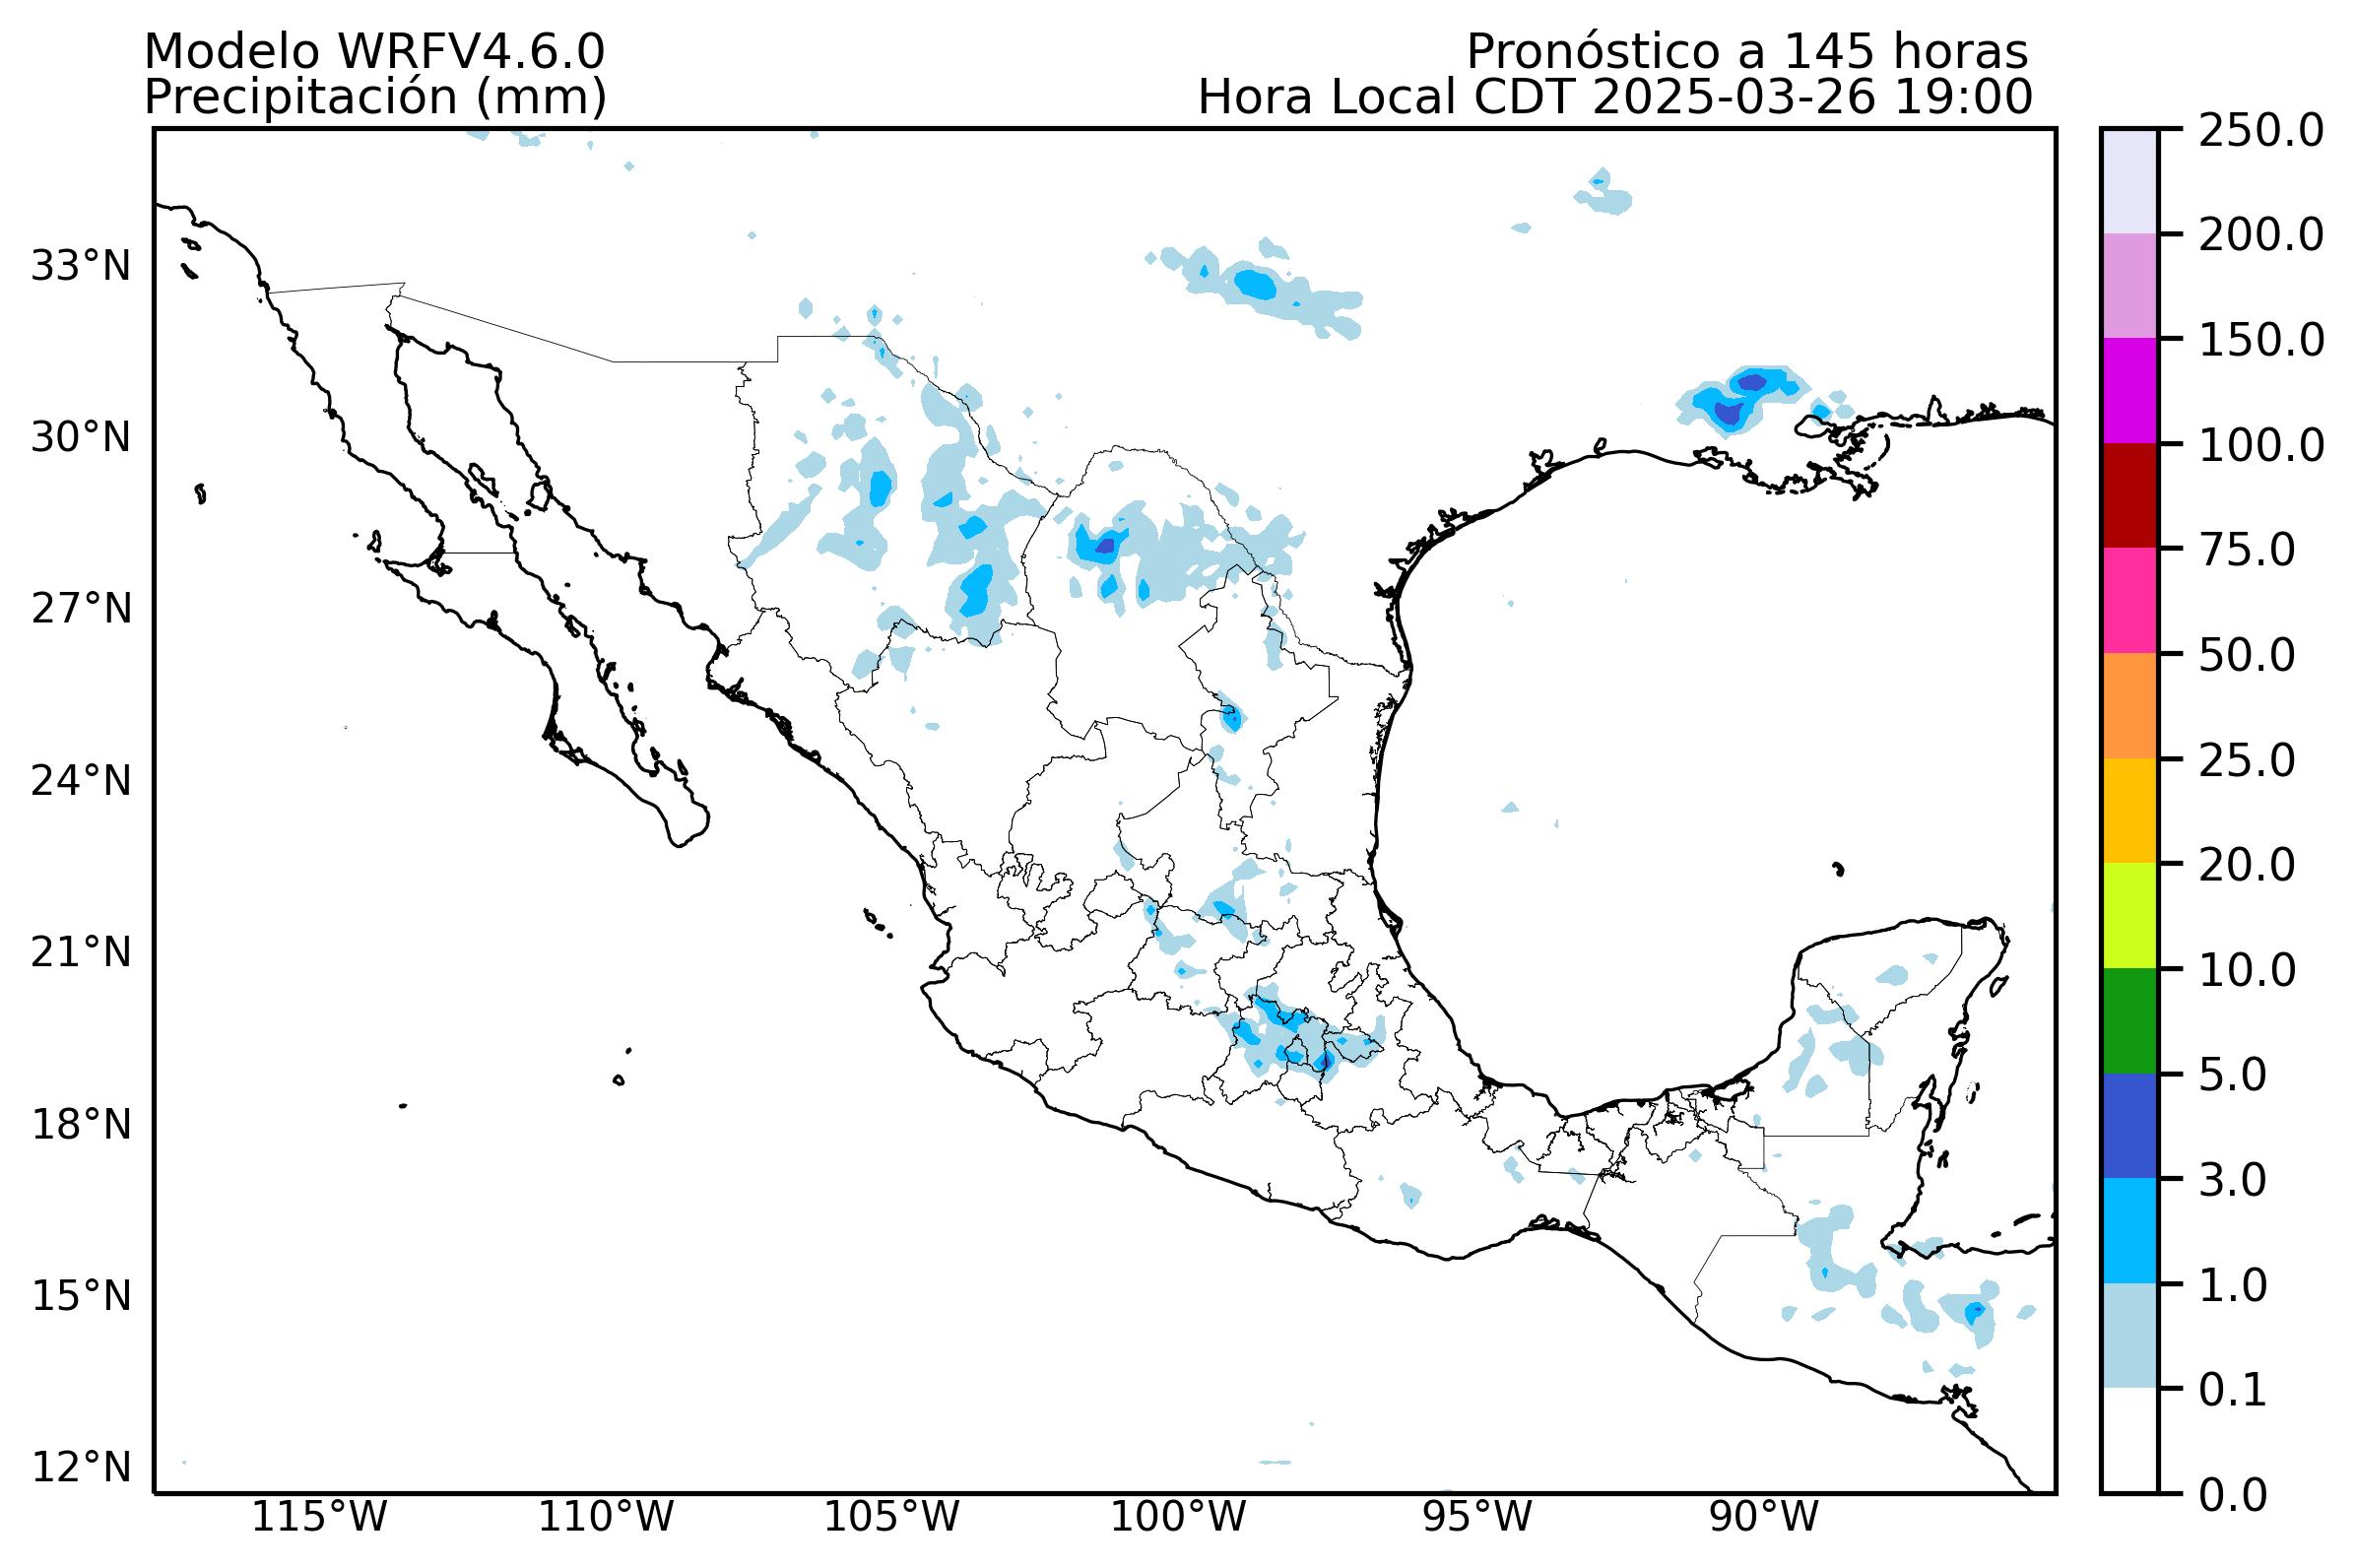 Modelo WRFV4.6.0
Precipitación (mm)
Pronóstico a 145 horas
Hora Local CDT 2025-03-26 19:00
33°N
30°N
27°N
24°N
21°N
18°N
15°N
12°N
115°W
110°W
105°W
100°W
95°W
90°W
250.0
200.0
150.0
100.0
75.0
50.0
25.0
20.0
10.0
5.0
3.0
1.0
0.1
0.0